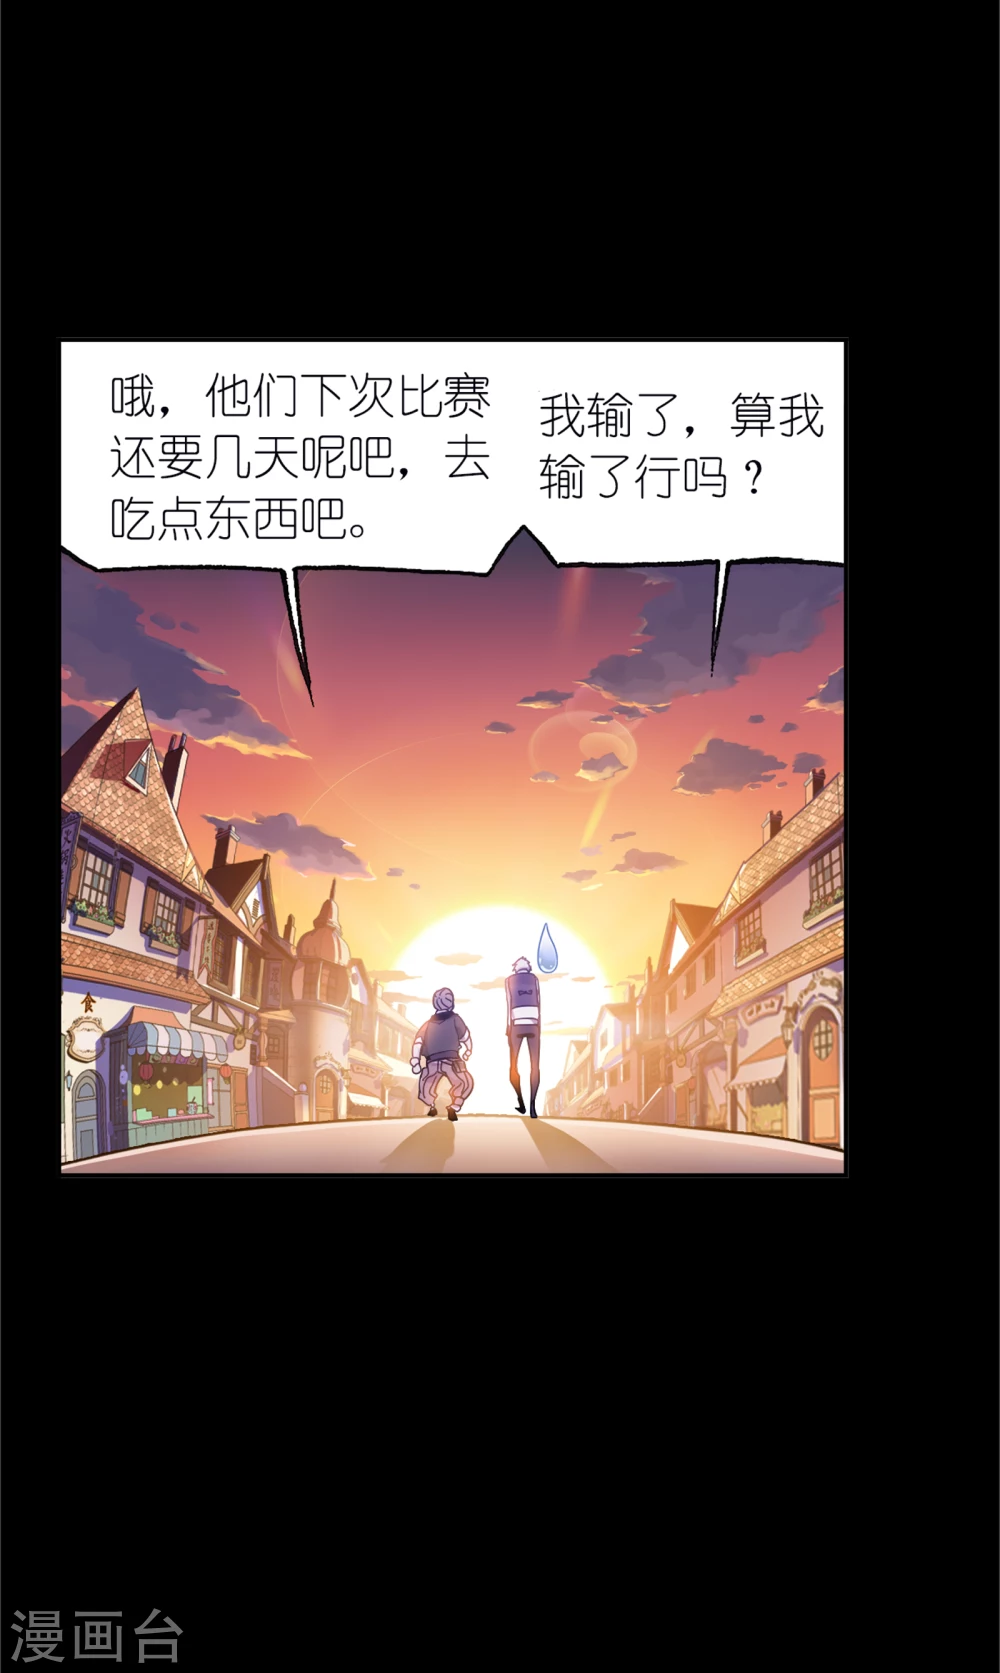 哦，他们下次比赛
还要几天呢吧，去
吃点东西吧。
我输了，算我
输了行吗？
食
漫画台